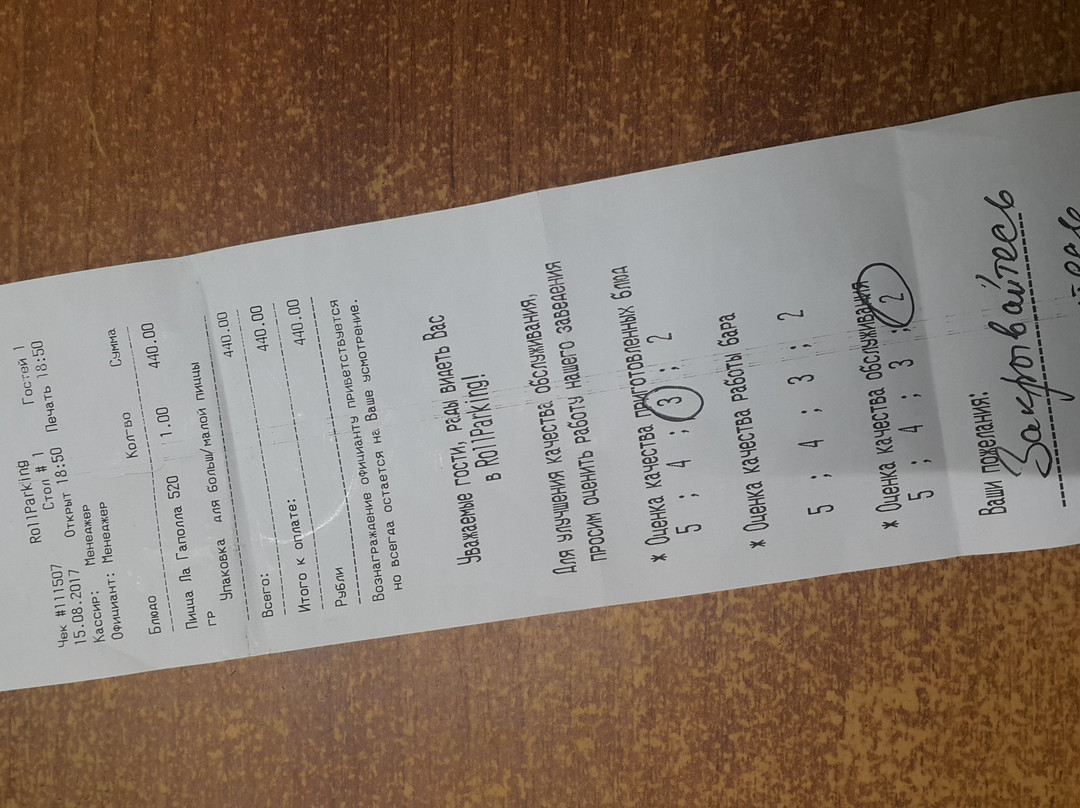 RollParking
Чек #111507 Стол # 1 Гостей 1
15.08.2017 Открыт 18:50 Печать 18:50
Кассир: Менеджер
Официант: Менеджер
Блюдо Кол-во Сумма
Пицца Ла Гаполла 520 1.00 440.00
гр
Упаковка для больш/малой пиццы
440.00
Всего: 440.00
Итого к оплате: 440.00
Рубли
Вознаграждение официанту приветствуется
но всегда остается на Ваше усмотрение.
Уважаемые гости, рады видеть Вас
в RollParking!
Для улучшения качества обслуживания,
просим оценить работу нашего заведения
* Оценка качества приготовленных блюд
5 ; 4 ; 3 ; 2
* Оценка качества работы бара
5 ; 4 ; 3 ; 2
* Оценка качества обслуживания
5 ; 4 ; 3 ; 2
Ваши пожелания:
Закровайтесь